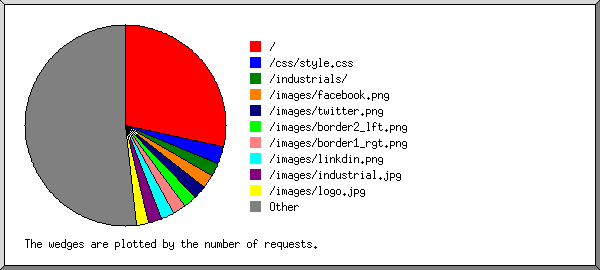 /
/css/style.css
/industrials/
/images/facebook.png
/images/twitter.png
/images/border2_lft.png
/images/border1_rgt.png
/images/linkdin.png
/images/industrial.jpg
/images/logo.jpg
Other
The wedges are plotted by the number of requests.